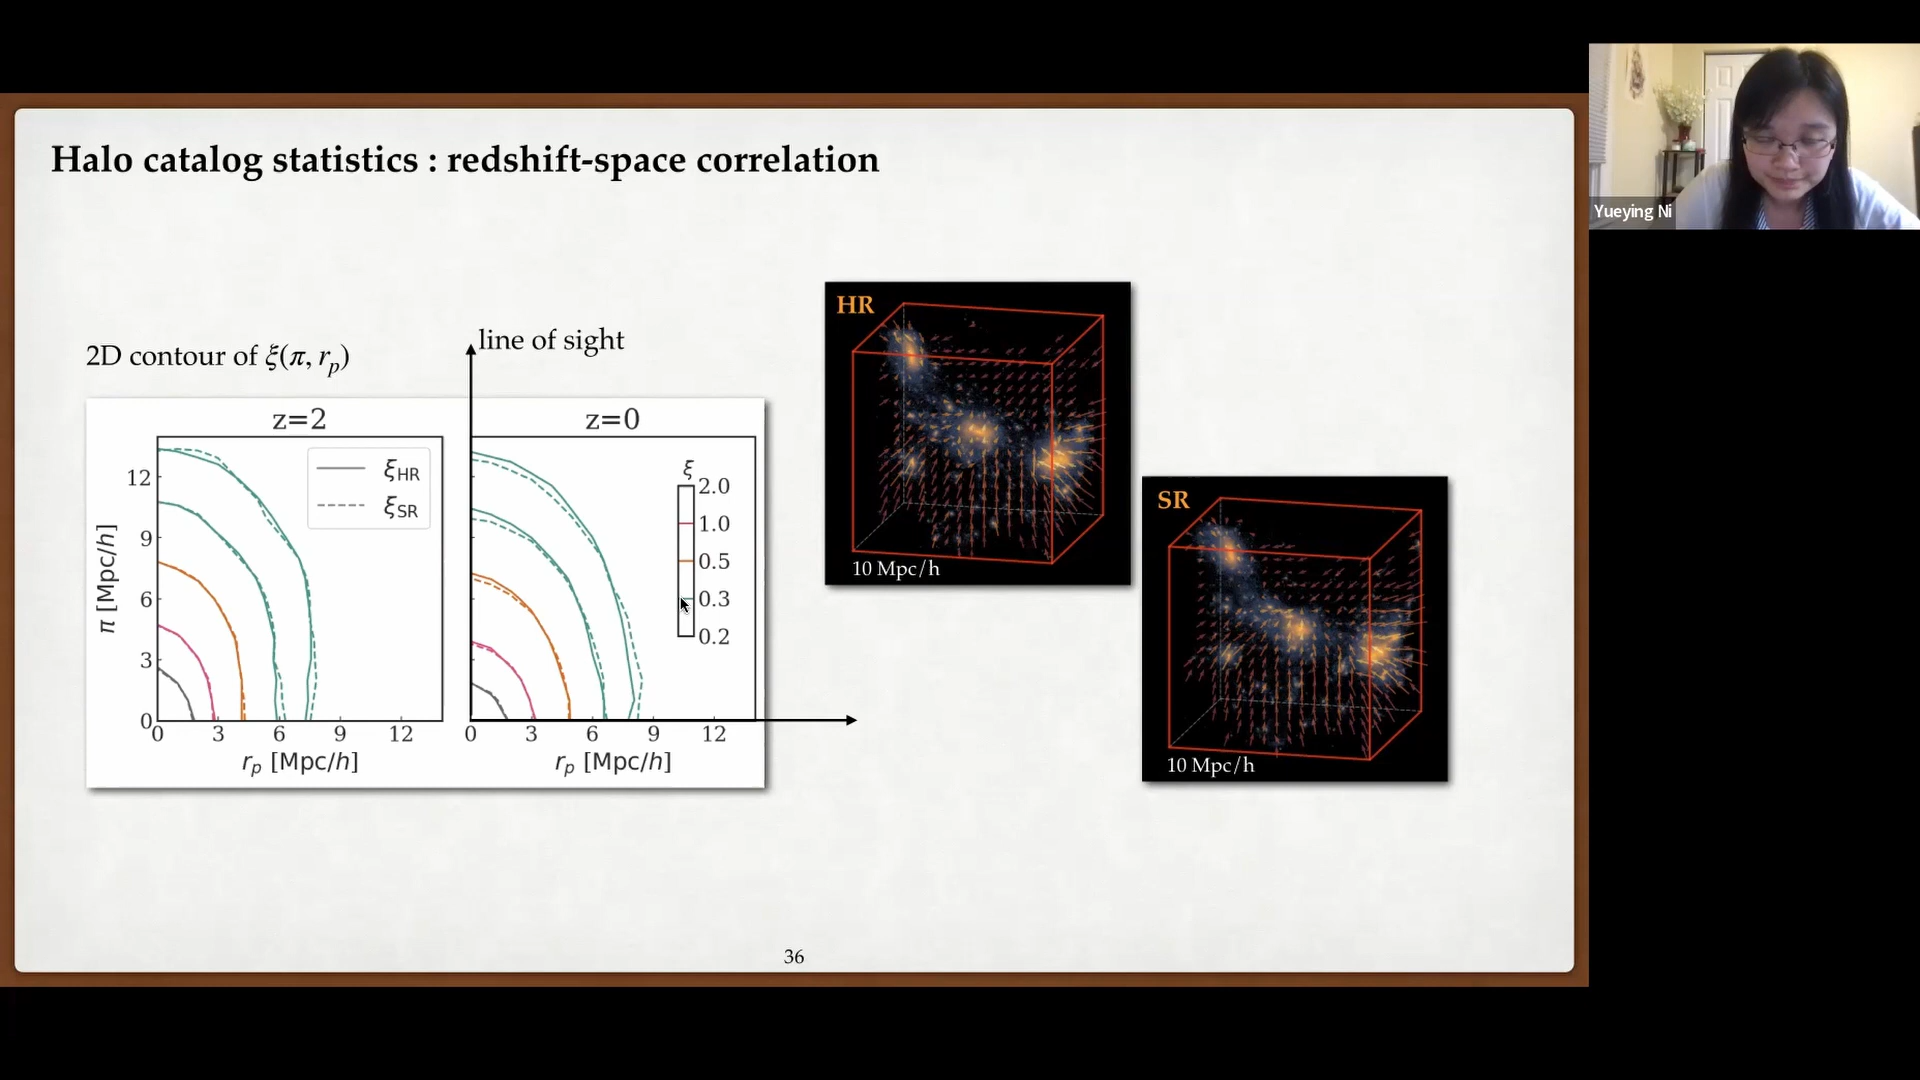 Halo catalog statistics : redshift-space correlation
Yueying Ni
2D contour of ξ(π, r_p)
line of sight
z=2
z=0
ξ_HR
ξ_SR
ξ
2.0
1.0
0.5
0.3
0.2
π [Mpc/h]
12
9
6
3
0
0 3 6 9 12
0 3 6 9 12
r_p [Mpc/h]
r_p [Mpc/h]
HR
10 Mpc/h
SR
10 Mpc/h
36